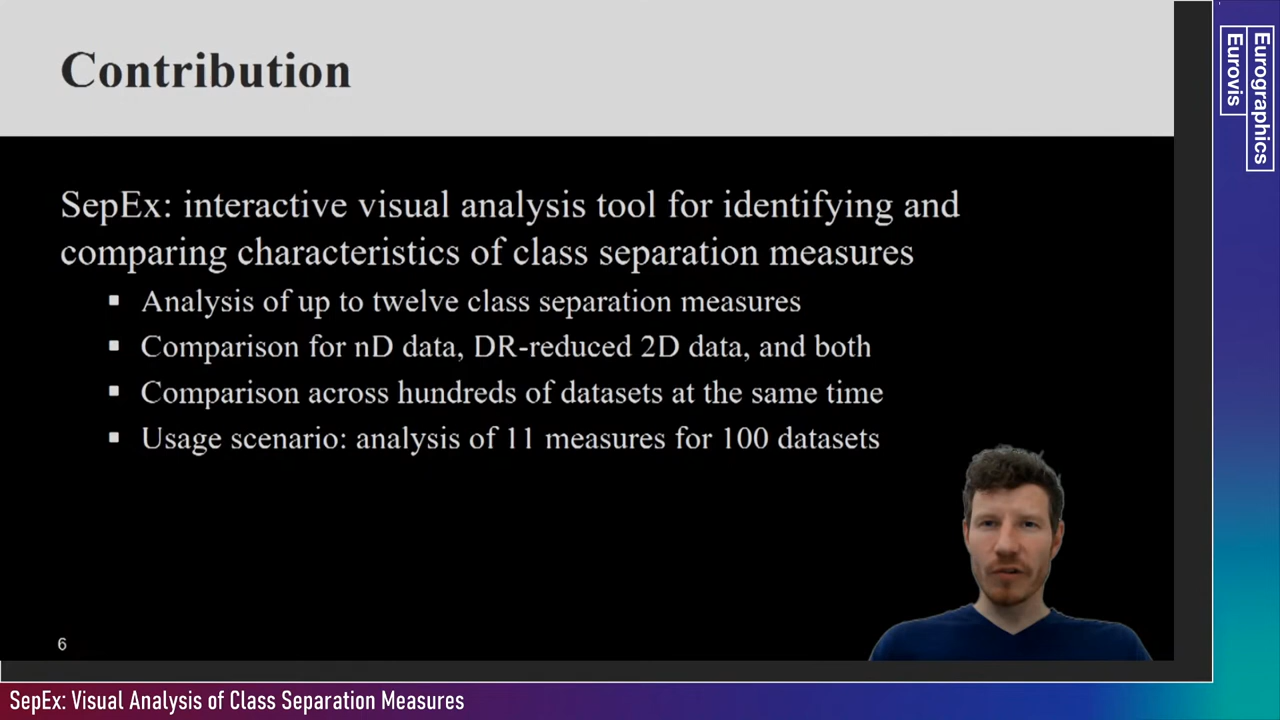 Contribution
SepEx: interactive visual analysis tool for identifying and
comparing characteristics of class separation measures
▪ Analysis of up to twelve class separation measures
▪ Comparison for nD data, DR-reduced 2D data, and both
▪ Comparison across hundreds of datasets at the same time
▪ Usage scenario: analysis of 11 measures for 100 datasets
6
SepEx: Visual Analysis of Class Separation Measures
Eurographics
Eurovis